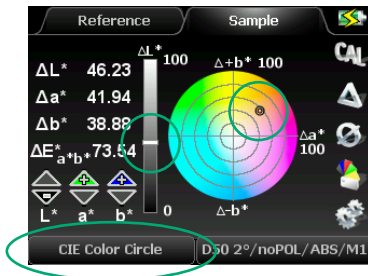 Reference Sample
ΔL* 100 Δ+b* 100 CAL
ΔL* 46.23
Δa* 41.94
Δb* 38.88 Δa*
ΔE*a*b* 73.54 100
L* a* b* 0 Δ-b*
CIE Color Circle D50 2°/noPOL/ABS/M1